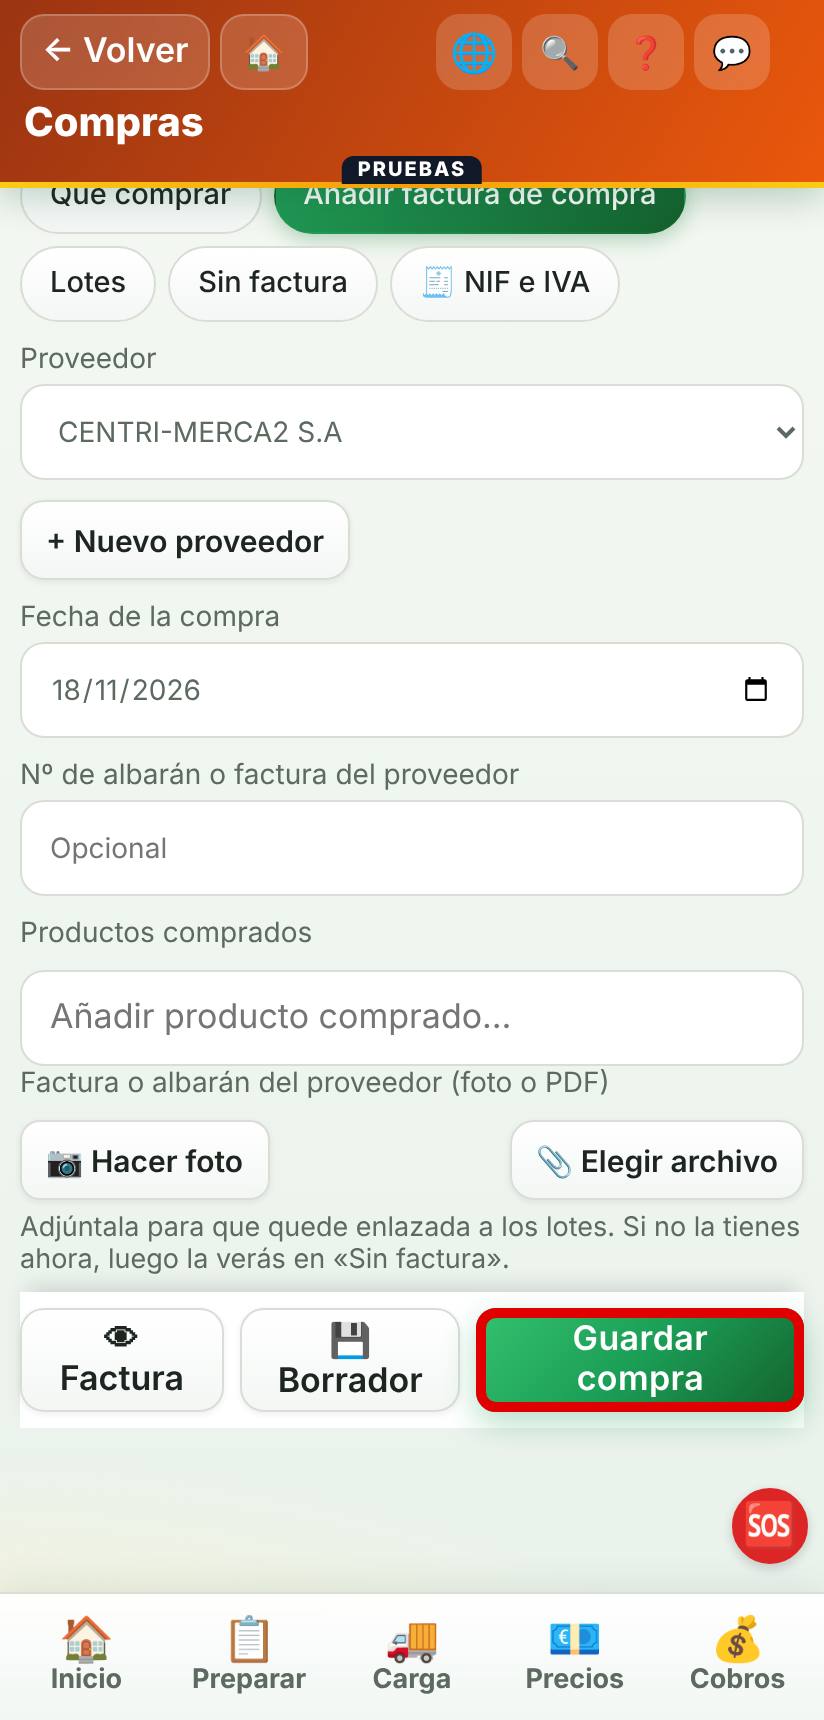 ← Volver
Compras
PRUEBAS
Qué comprar
Añadir factura de compra
Lotes
Sin factura
NIF e IVA
Proveedor
CENTRI-MERCA2 S.A
+ Nuevo proveedor
Fecha de la compra
18/11/2026
Nº de albarán o factura del proveedor
Opcional
Productos comprados
Añadir producto comprado...
Factura o albarán del proveedor (foto o PDF)
Hacer foto
Elegir archivo
Adjúntala para que quede enlazada a los lotes. Si no la tienes
ahora, luego la verás en «Sin factura».
Factura
Borrador
Guardar
compra
SOS
Inicio
Preparar
Carga
Precios
Cobros